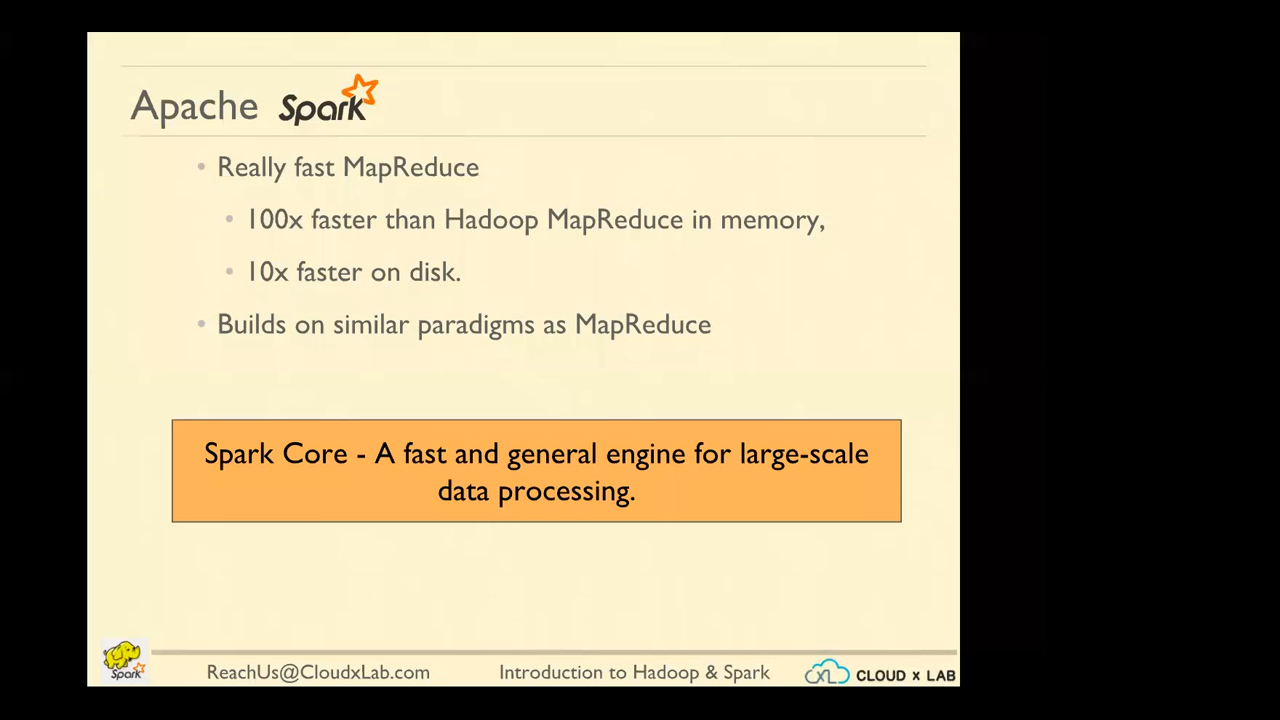 Apache Spark
• Really fast MapReduce
• 100x faster than Hadoop MapReduce in memory,
• 10x faster on disk.
• Builds on similar paradigms as MapReduce
Spark Core - A fast and general engine for large-scale
data processing.
Spark
ReachUs@CloudxLab.com
Introduction to Hadoop & Spark
XL CLOUD x LAB